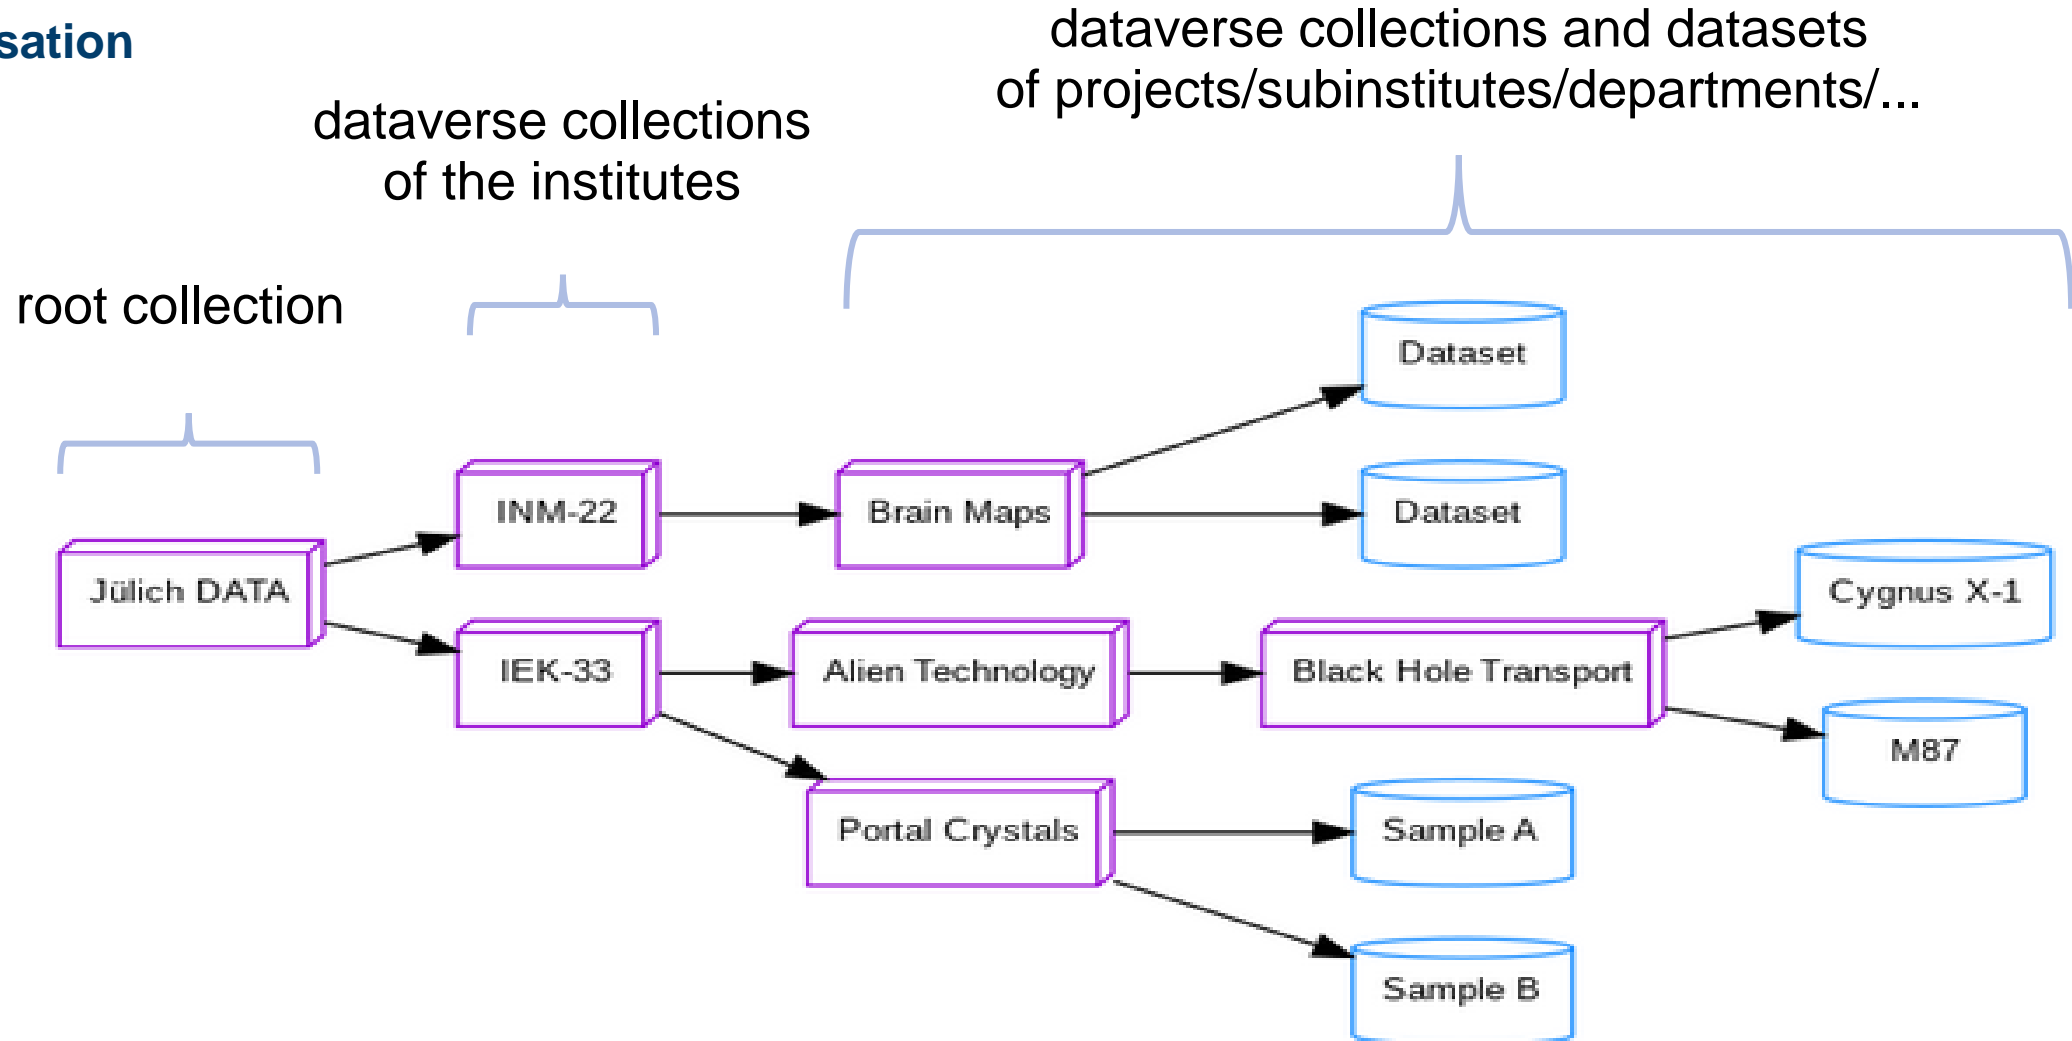 sation
dataverse collections and datasets
of projects/subinstitutes/departments/...
dataverse collections
of the institutes
root collection
Dataset
INM-22
Brain Maps
Dataset
Jülich DATA
Cygnus X-1
IEK-33
Alien Technology
Black Hole Transport
M87
Portal Crystals
Sample A
Sample B